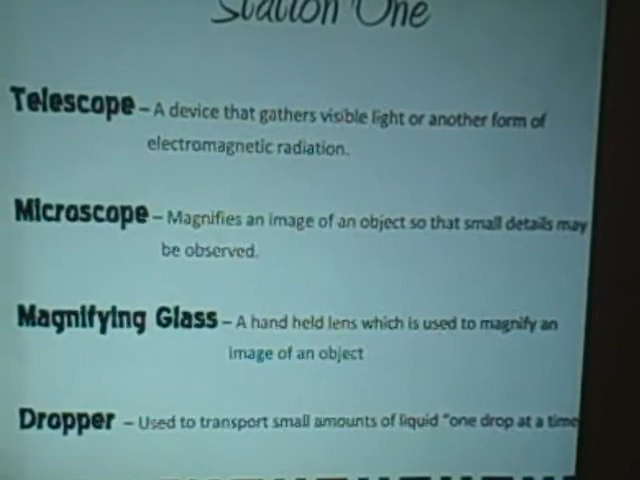 Station One
Telescope – A device that gathers visible light or another form of
electromagnetic radiation.
Microscope – Magnifies an image of an object so that small details may
be observed.
Magnifying Glass – A hand held lens which is used to magnify an
image of an object
Dropper – Used to transport small amounts of liquid "one drop at a time